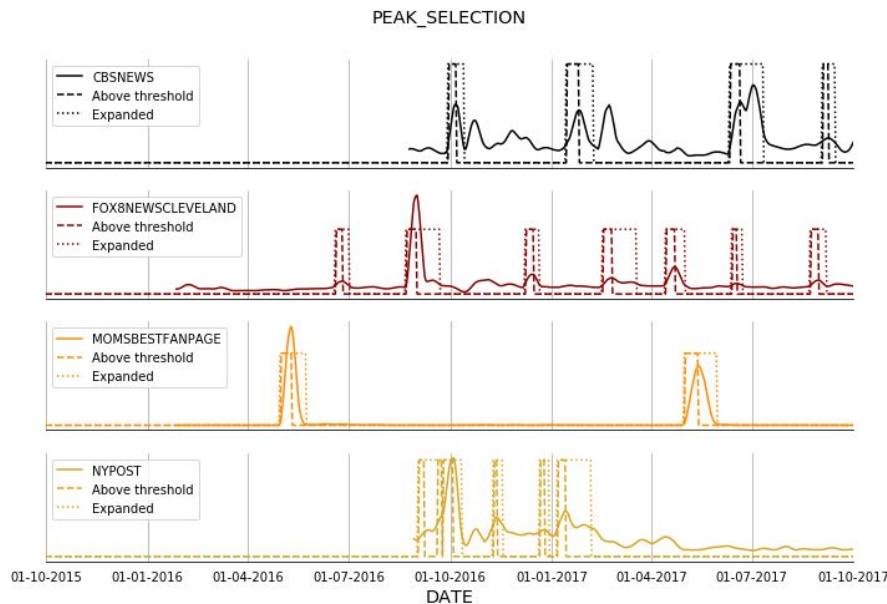 PEAK_SELECTION
CBSNEWS
Above threshold
Expanded
FOX8NEWSCLEVELAND
Above threshold
Expanded
MOMSBESTFANPAGE
Above threshold
Expanded
NYPOST
Above threshold
Expanded
01-10-2015 01-01-2016 01-04-2016 01-07-2016 01-10-2016 01-01-2017 01-04-2017 01-07-2017 01-10-2017
DATE